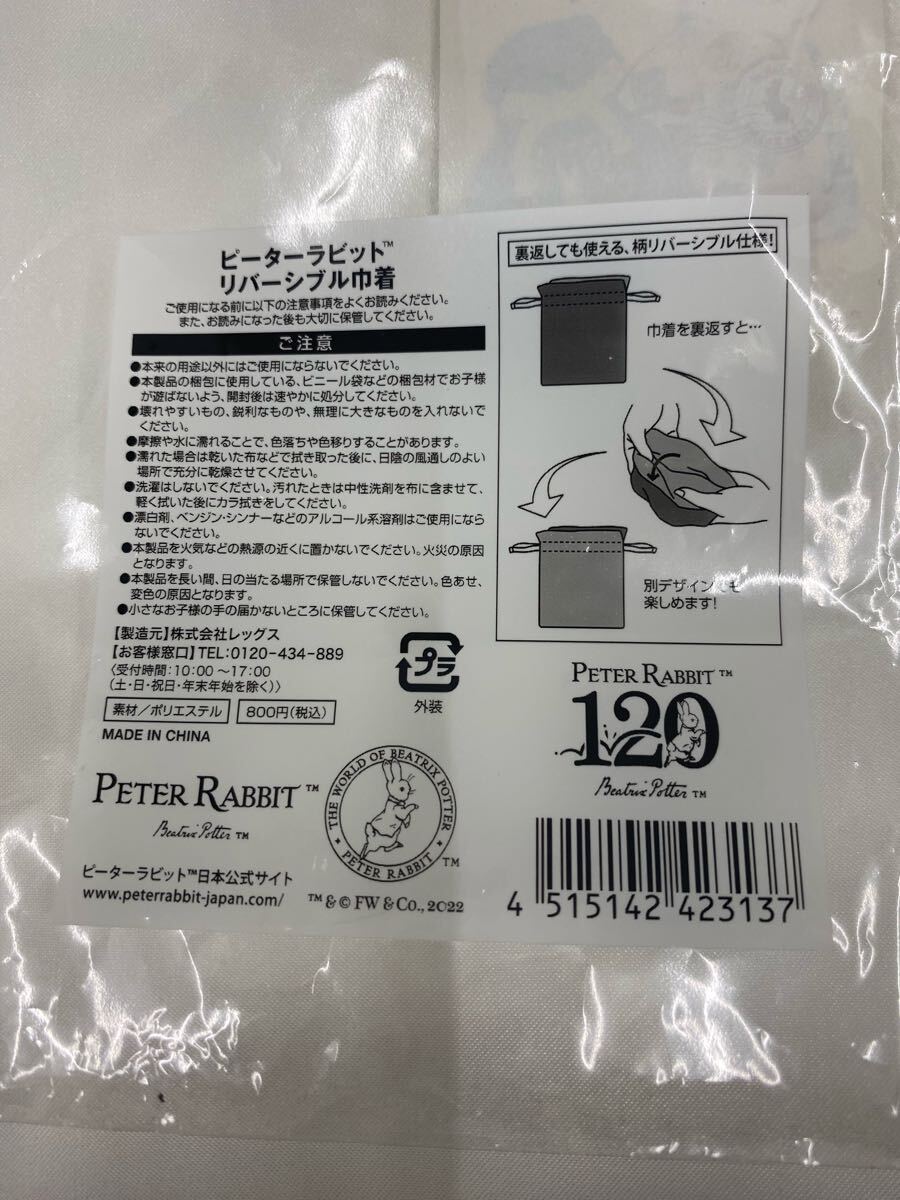 ピーターラビット™
リバーシブル巾着
ご使用になる前に以下の注意事項をよくお読みください。
また、お読みになった後も大切に保管してください。
ご注意
●本来の用途以外にはご使用にならないでください。
●本製品の梱包に使用している、ビニール袋などの梱包材でお子様
が遊ばないよう、開封後は速やかに処分してください。
●壊れやすいもの、鋭利なものや、無理に大きなものを入れないで
ください。
●摩擦や水に濡れることで、色落ちや色移りすることがあります。
●濡れた場合は乾いた布などで拭き取った後に、日陰の風通しのよい
場所で充分に乾燥させてください。
●洗濯はしないでください。汚れたときは中性洗剤を布に含ませて、
軽く拭いた後にカラ拭きをしてください。
●漂白剤、ベンジン・シンナーなどのアルコール系溶剤はご使用になら
ないでください。
●本製品を火気などの熱源の近くに置かないでください。火災の原因
となります。
●本製品を長い間、日の当たる場所で保管しないでください。色あせ、
変色の原因となります。
●小さなお子様の手の届かないところに保管してください。
【製造元】株式会社レッグス
【お客様窓口】TEL:0120-434-889
〈受付時間:10:00～17:00
(土・日・祝日・年末年始を除く)〉
素材/ポリエステル 800円(税込)
MADE IN CHINA
プラ
外装
PETER RABBIT™
Beatrix Potter™
THE WORLD OF BEATRIX POTTER
PETER RABBIT™
ピーターラビット™日本公式サイト
www.peterrabbit-japan.com/
™&© FW & Co., 2022
裏返しても使える、柄リバーシブル仕様!
巾着を裏返すと…
別デザインも
楽しめます!
PETER RABBIT™
120
Beatrix Potter™
4 515142 423137